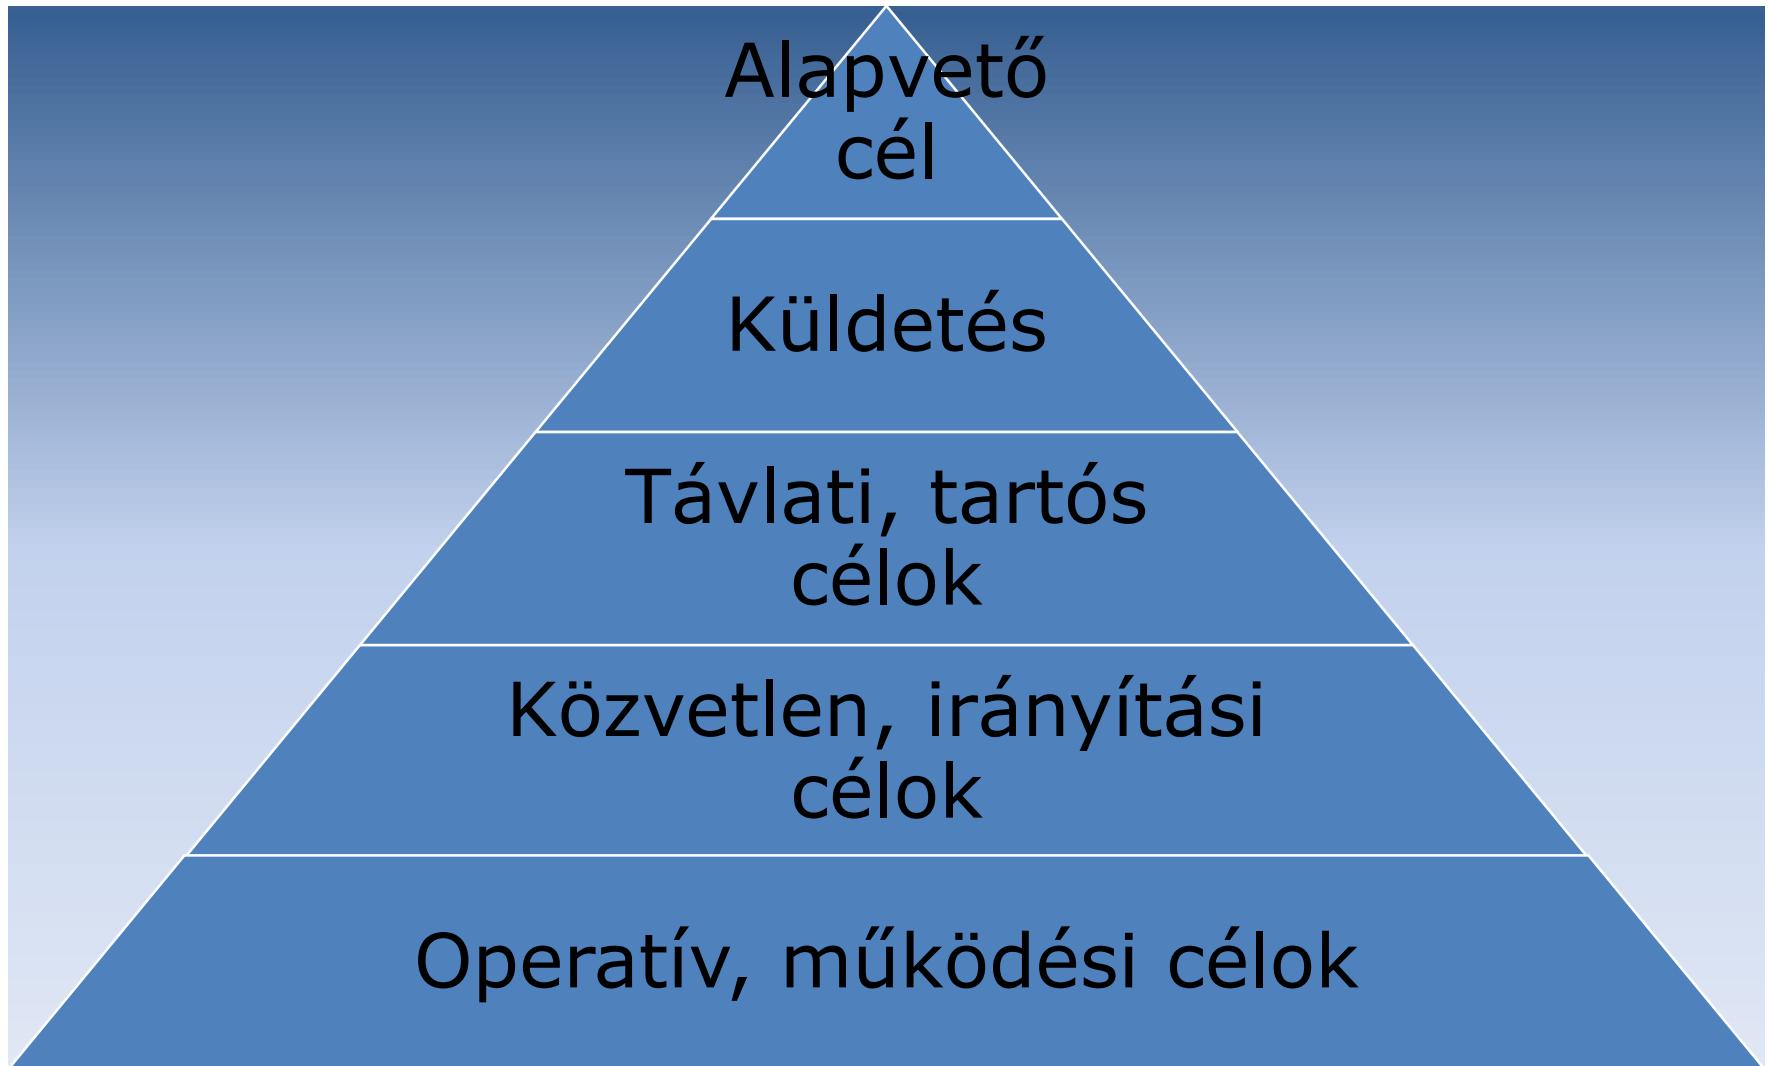 Alapvető
cél
Küldetés
Távlati, tartós
célok
Közvetlen, irányítási
célok
Operatív, működési célok